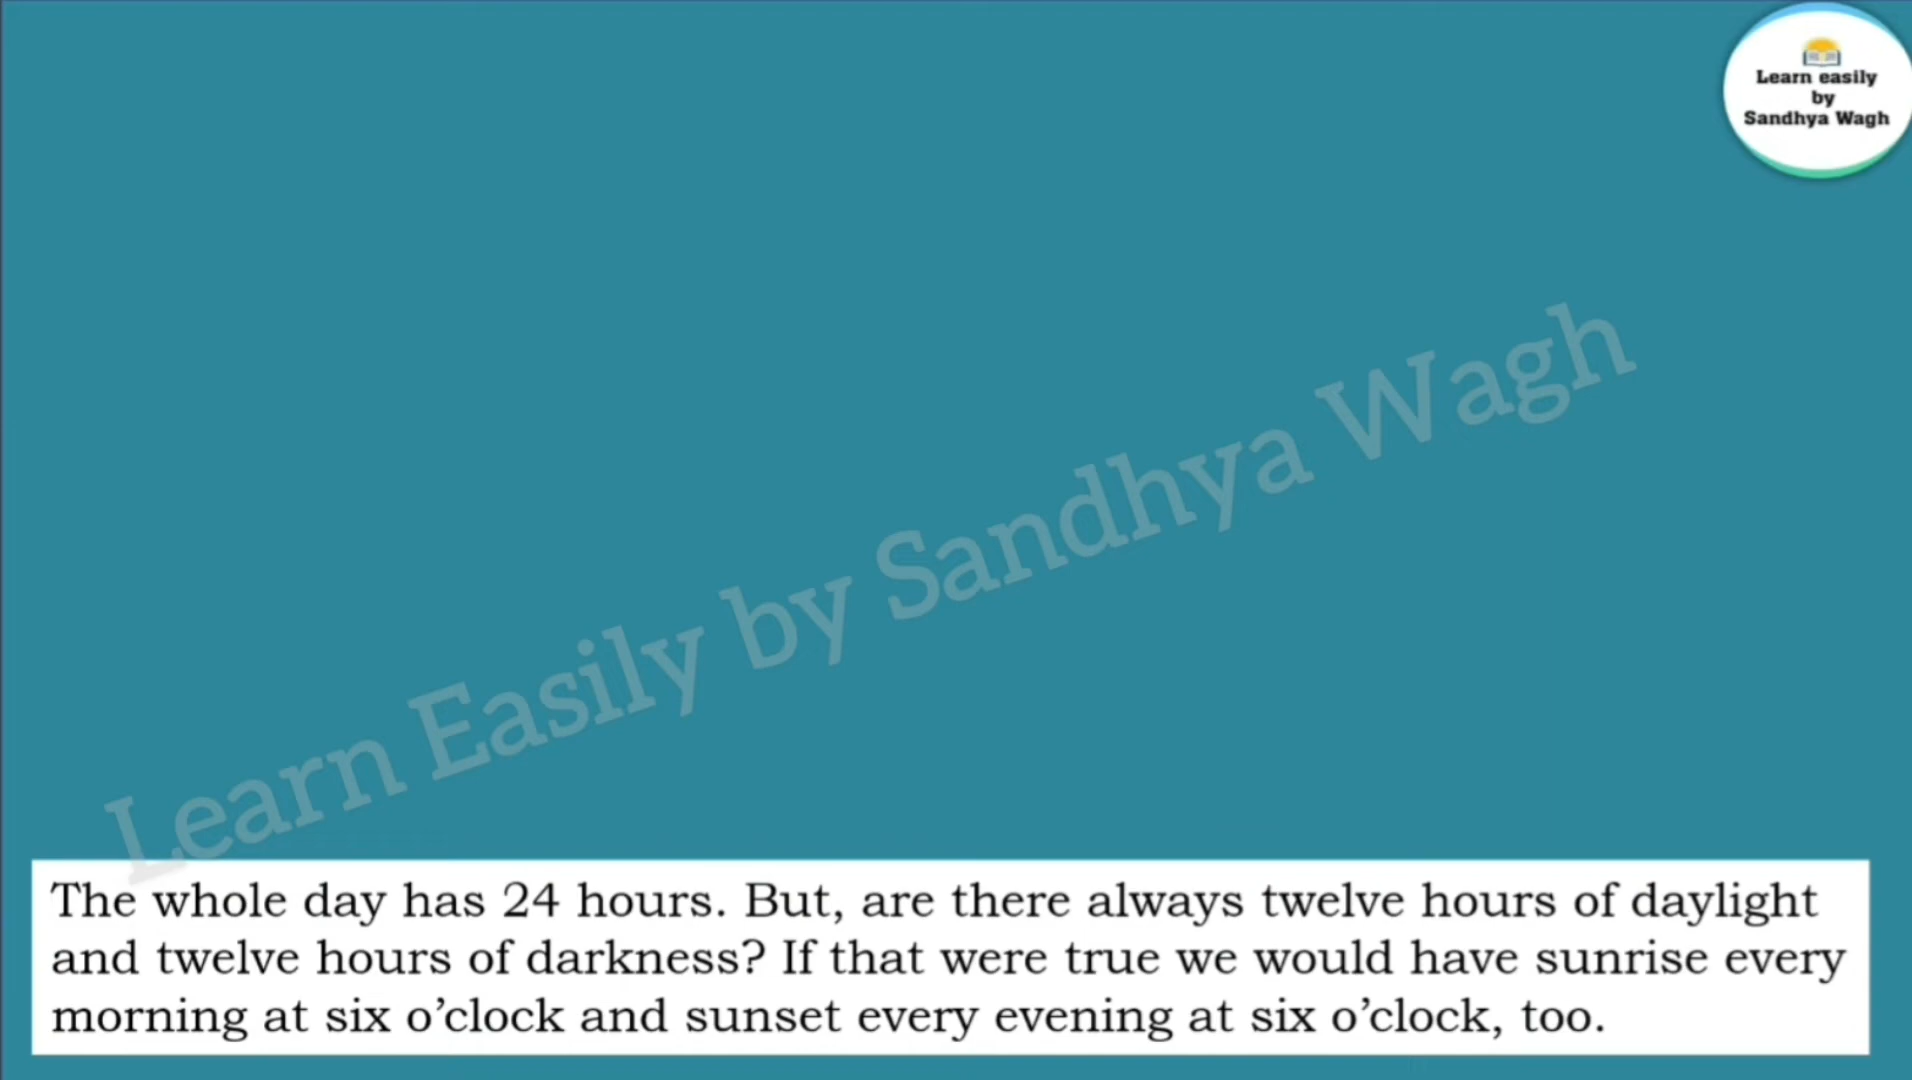 Learn easily
by
Sandhya Wagh
Learn Easily by Sandhya Wagh
The whole day has 24 hours. But, are there always twelve hours of daylight
and twelve hours of darkness? If that were true we would have sunrise every
morning at six o’clock and sunset every evening at six o’clock, too.